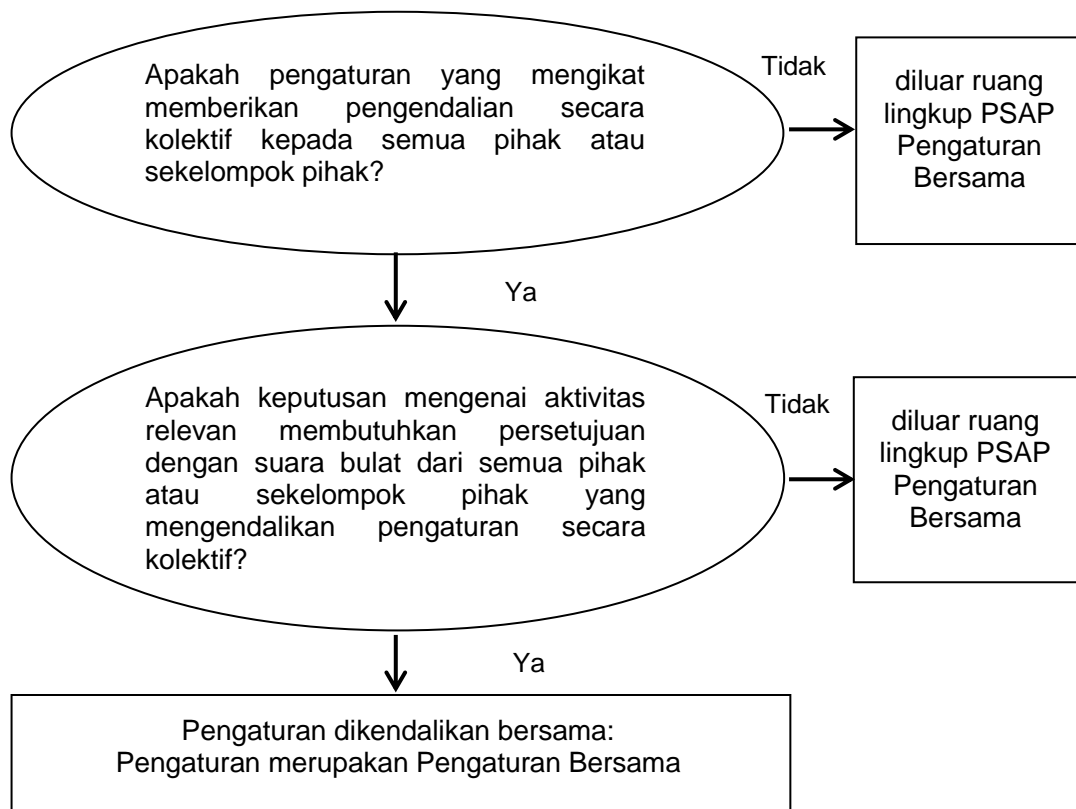 Apakah pengaturan yang mengikat
memberikan pengendalian secara
kolektif kepada semua pihak atau
sekelompok pihak?
Tidak
diluar ruang
lingkup PSAP
Pengaturan
Bersama
Ya
Apakah keputusan mengenai aktivitas
relevan membutuhkan persetujuan
dengan suara bulat dari semua pihak
atau sekelompok pihak yang
mengendalikan pengaturan secara
kolektif?
Tidak
diluar ruang
lingkup PSAP
Pengaturan
Bersama
Ya
Pengaturan dikendalikan bersama:
Pengaturan merupakan Pengaturan Bersama